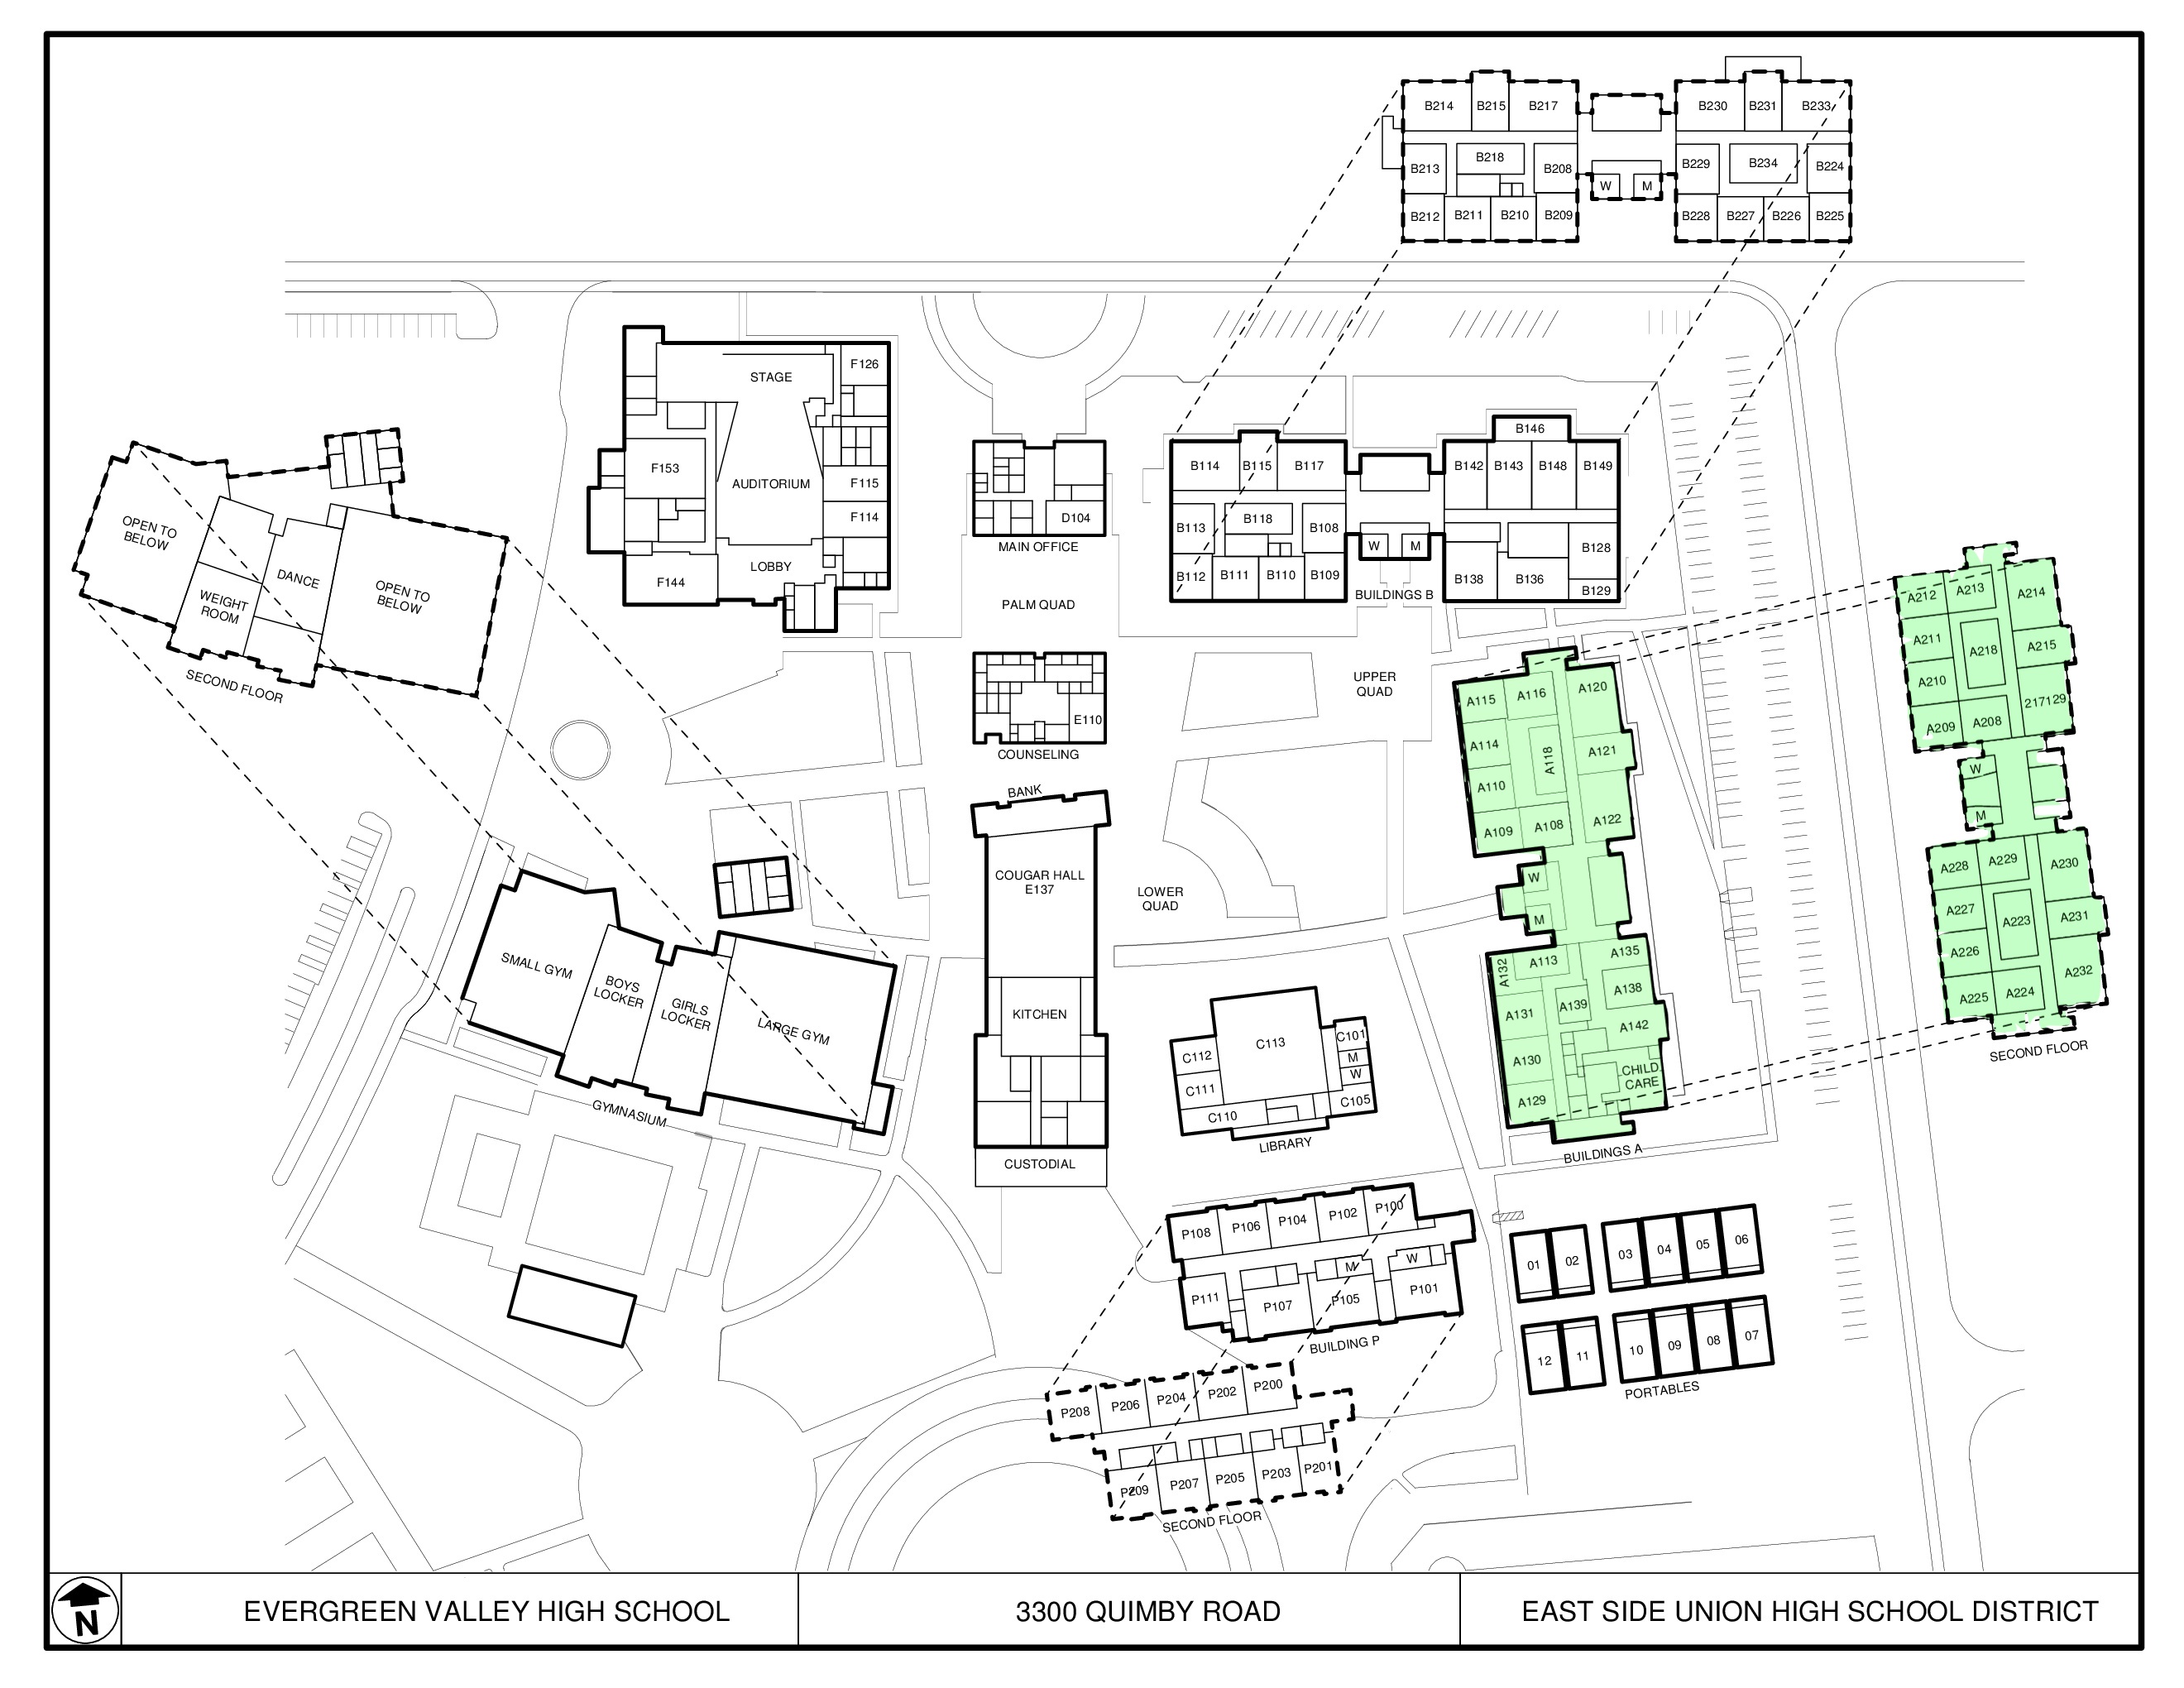 B214
B215
B217
B230
B231
B233
B213
B218
B208
B229
B234
B224
W
M
B212
B211
B210
B209
B228
B227
B226
B225
STAGE
F126
F153
AUDITORIUM
F115
F114
F144
LOBBY
D104
MAIN OFFICE
PALM QUAD
B114
B115
B117
B113
B118
B108
B112
B111
B110
B109
W
M
BUILDINGS B
B146
B142
B143
B148
B149
B128
B138
B136
B129
OPEN TO
BELOW
WEIGHT
ROOM
DANCE
OPEN TO
BELOW
SECOND FLOOR
E110
COUNSELING
BANK
COUGAR HALL
E137
KITCHEN
CUSTODIAL
UPPER
QUAD
LOWER
QUAD
A115
A116
A120
A114
A118
A121
A110
A109
A108
A122
W
M
A132
A113
A135
A139
A138
A131
A142
A130
CHILD
CARE
A129
BUILDINGS A
A212
A213
A214
A211
A218
A215
A210
217129
A209
A208
W
M
A228
A229
A230
A227
A223
A231
A226
A232
A225
A224
SECOND FLOOR
SMALL GYM
BOYS
LOCKER
GIRLS
LOCKER
LARGE GYM
GYMNASIUM
C112
C113
C101
M
W
C111
C110
C105
LIBRARY
P108
P106
P104
P102
P100
M
W
P111
P107
P105
P101
BUILDING P
P208
P206
P204
P202
P200
P209
P207
P205
P203
P201
SECOND FLOOR
01
02
03
04
05
06
12
11
10
09
08
07
PORTABLES
N
EVERGREEN VALLEY HIGH SCHOOL
3300 QUIMBY ROAD
EAST SIDE UNION HIGH SCHOOL DISTRICT